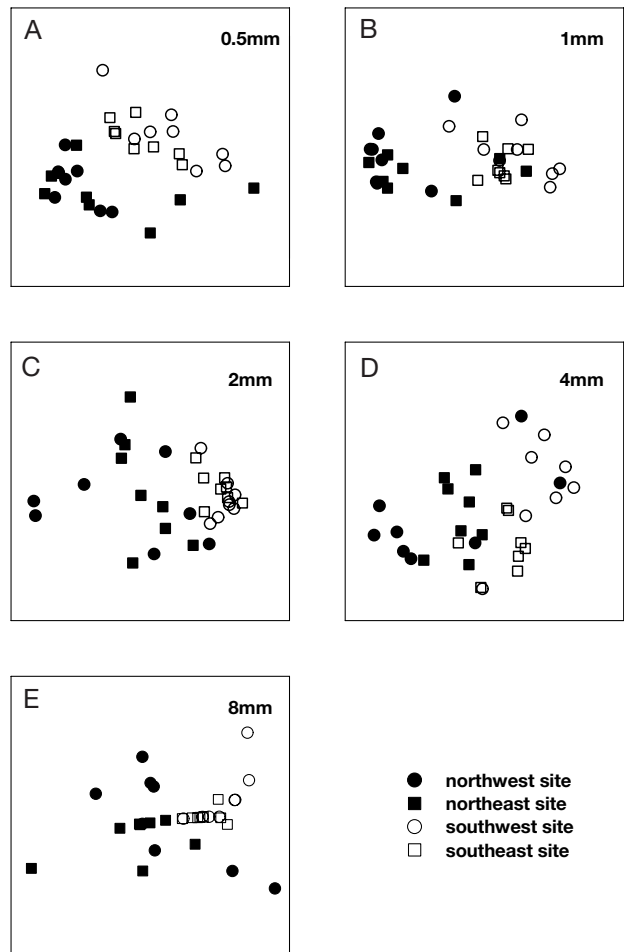 A
0.5mm
B
1mm
C
2mm
D
4mm
E
8mm
northwest site
northeast site
southwest site
southeast site